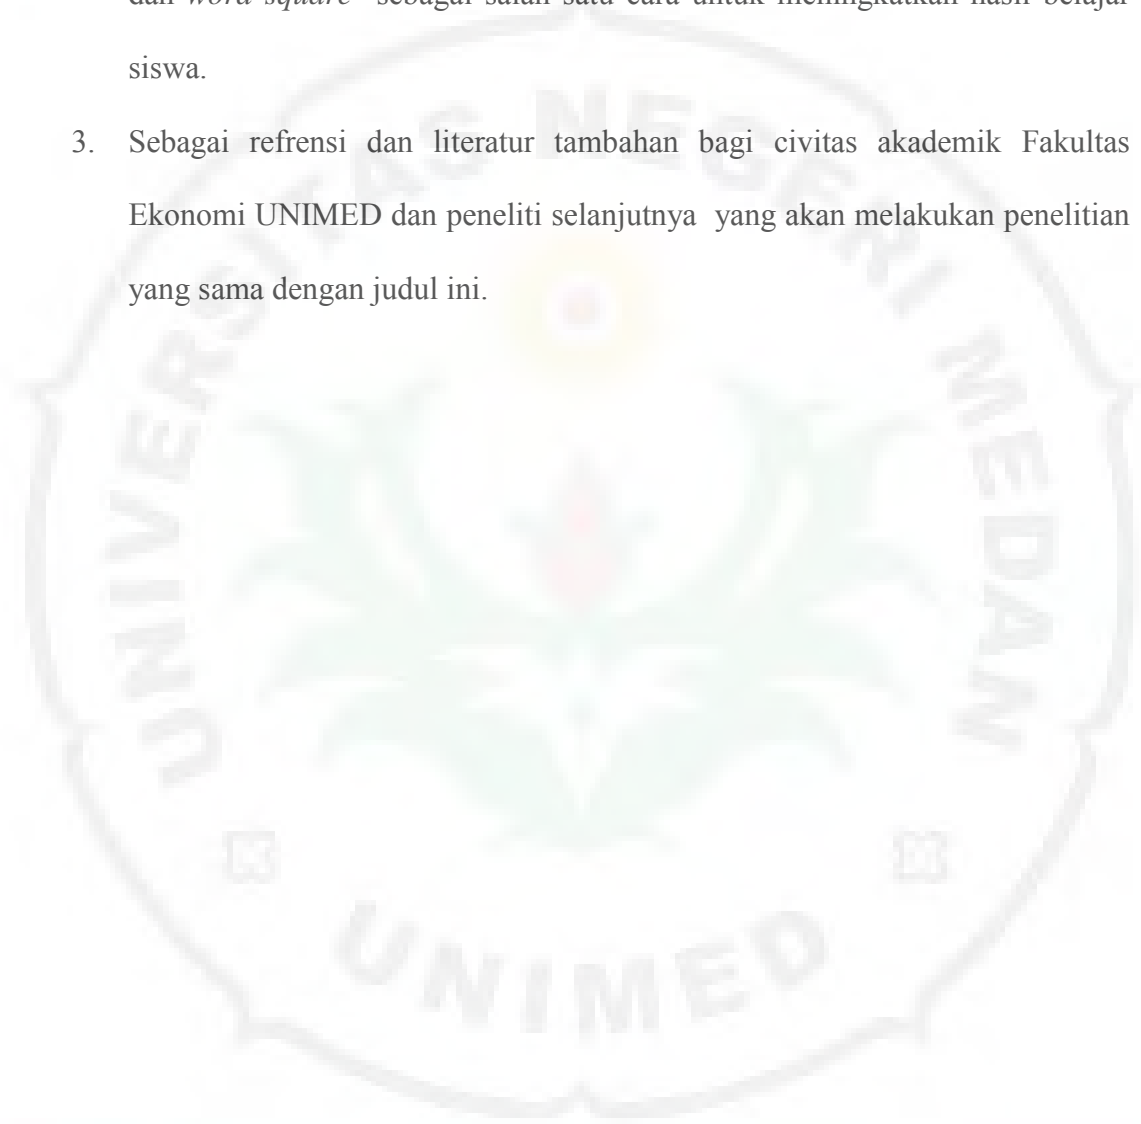 dan word square sebagai salah satu cara untuk meningkatkan hasil belajar
siswa.
3. Sebagai refrensi dan literatur tambahan bagi civitas akademik Fakultas
Ekonomi UNIMED dan peneliti selanjutnya yang akan melakukan penelitian
yang sama dengan judul ini.
UNIVERSITAS NEGERI MEDAN
UNIMED